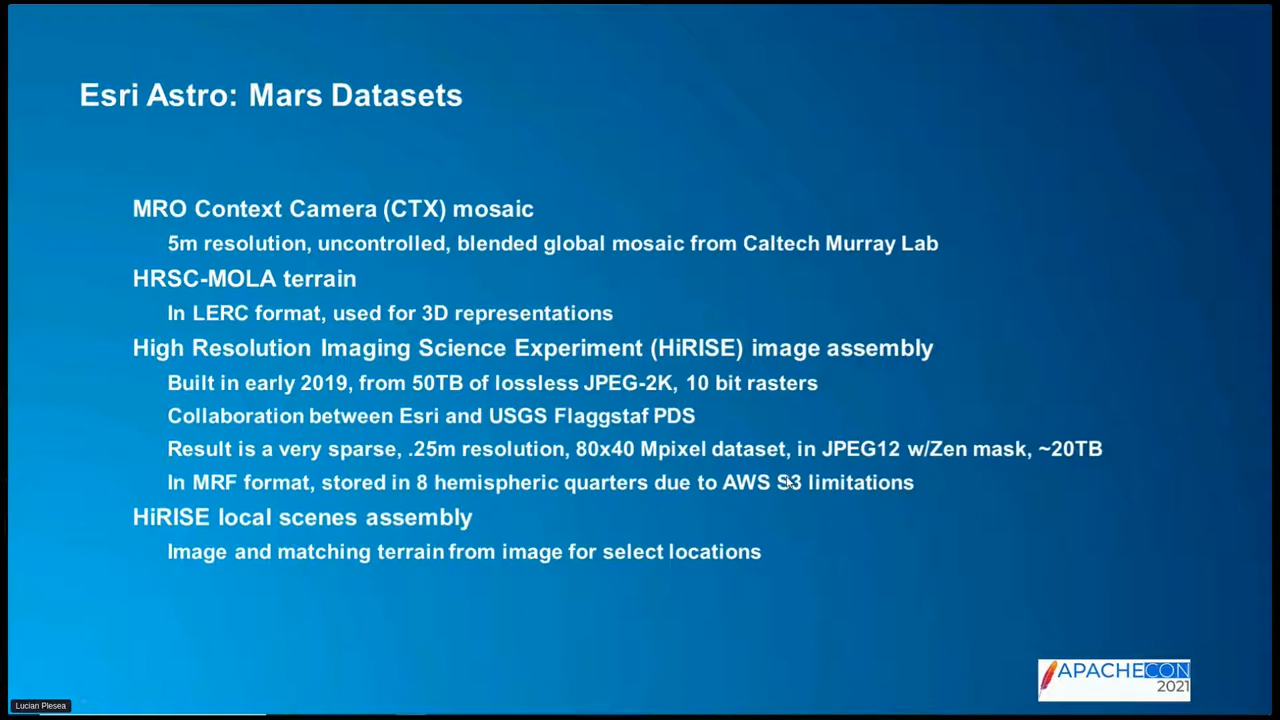 Esri Astro: Mars Datasets
MRO Context Camera (CTX) mosaic
5m resolution, uncontrolled, blended global mosaic from Caltech Murray Lab
HRSC-MOLA terrain
In LERC format, used for 3D representations
High Resolution Imaging Science Experiment (HiRISE) image assembly
Built in early 2019, from 50TB of lossless JPEG-2K, 10 bit rasters
Collaboration between Esri and USGS Flaggstaf PDS
Result is a very sparse, .25m resolution, 80x40 Mpixel dataset, in JPEG12 w/Zen mask, ~20TB
In MRF format, stored in 8 hemispheric quarters due to AWS S3 limitations
HiRISE local scenes assembly
Image and matching terrain from image for select locations
APACHECON
2021
Lucian Plesea